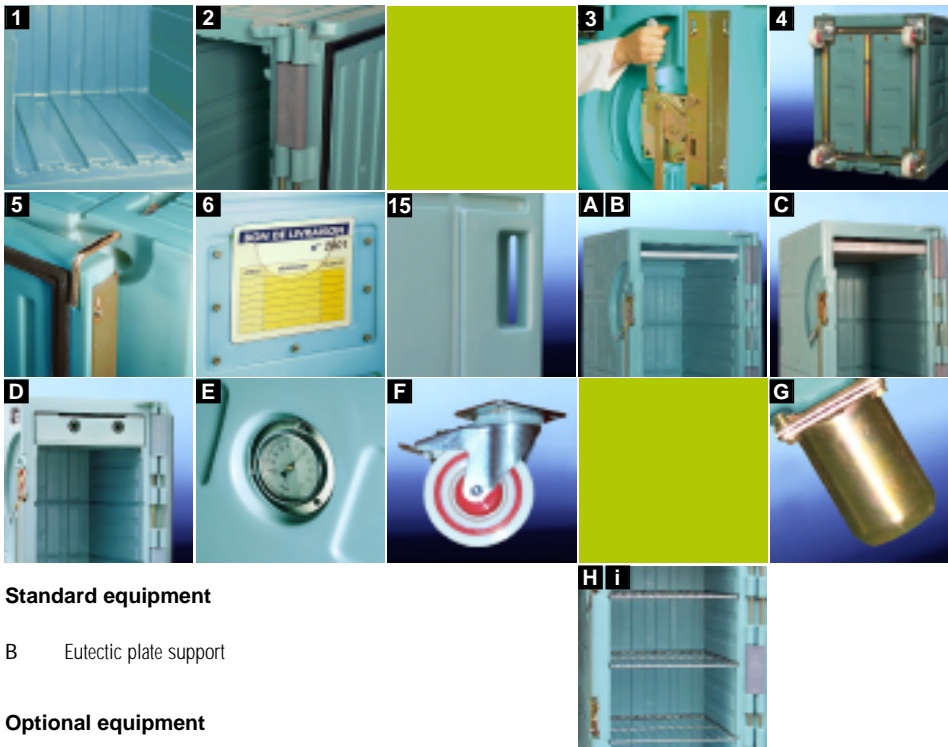 1
2
3
4
5
6
15
A B
C
BON DE LIVRAISON
D
E
F
G
H i
Standard equipment
B Eutectic plate support
Optional equipment